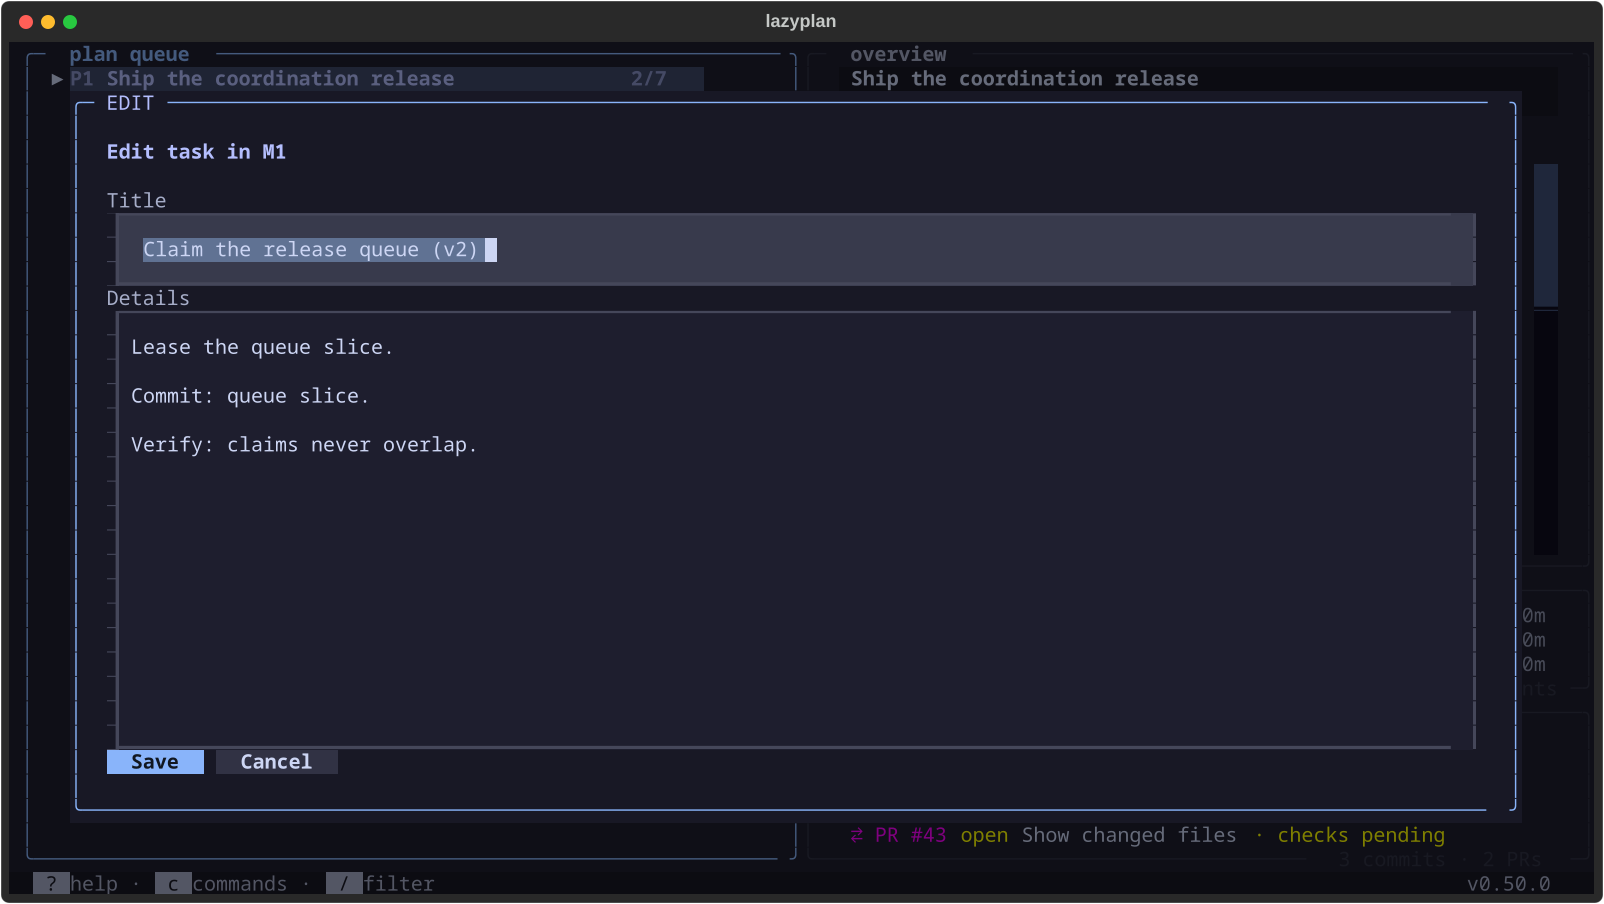 lazyplan
plan queue
overview
▶ P1 Ship the coordination release 2/7
Ship the coordination release
EDIT
Edit task in M1
Title
Claim the release queue (v2)
Details
Lease the queue slice.
Commit: queue slice.
Verify: claims never overlap.
0m
0m
0m
nts
Save Cancel
⇄ PR #43 open Show changed files · checks pending
3 commits · 2 PRs
? help · c commands · / filter
v0.50.0